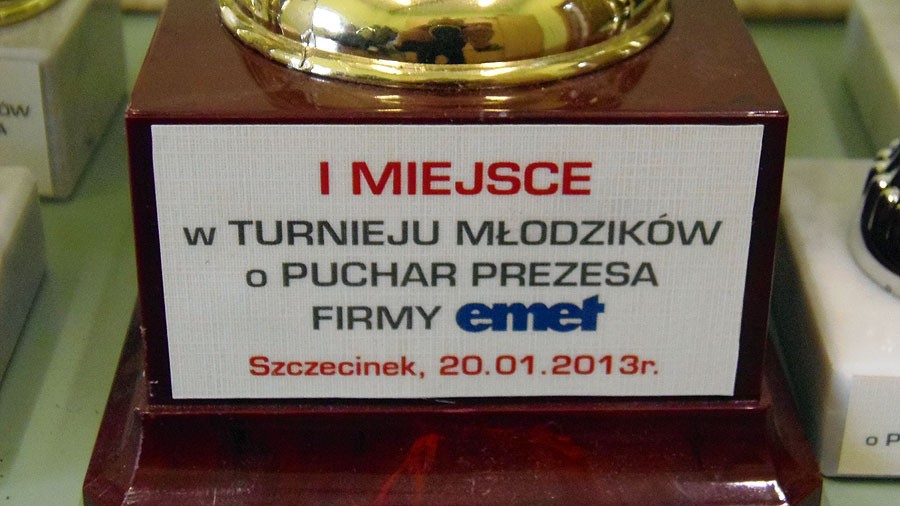 I MIEJSCE
w TURNIEJU MŁODZIKÓW
o PUCHAR PREZESA
FIRMY emet
Szczecinek, 20.01.2013r.